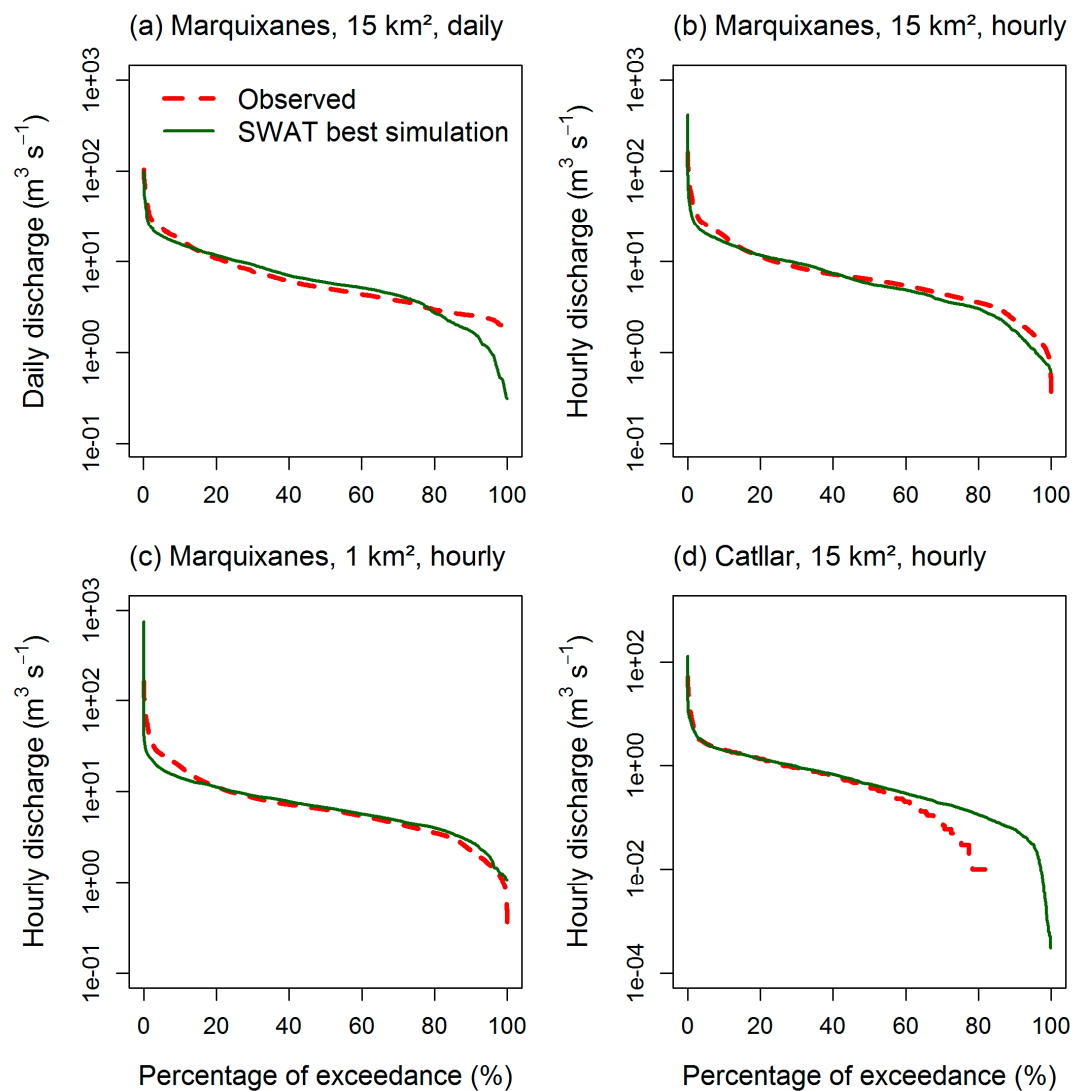 (a) Marquixanes, 15 km², daily
1e+03
1e+02
1e+01
1e+00
1e-01
Daily discharge (m³ s⁻¹)
Observed
SWAT best simulation
0 20 40 60 80 100
(b) Marquixanes, 15 km², hourly
1e+03
1e+02
1e+01
1e+00
1e-01
Hourly discharge (m³ s⁻¹)
0 20 40 60 80 100
(c) Marquixanes, 1 km², hourly
1e+03
1e+02
1e+01
1e+00
1e-01
Hourly discharge (m³ s⁻¹)
0 20 40 60 80 100
Percentage of exceedance (%)
(d) Catllar, 15 km², hourly
1e+02
1e+00
1e-02
1e-04
Hourly discharge (m³ s⁻¹)
0 20 40 60 80 100
Percentage of exceedance (%)